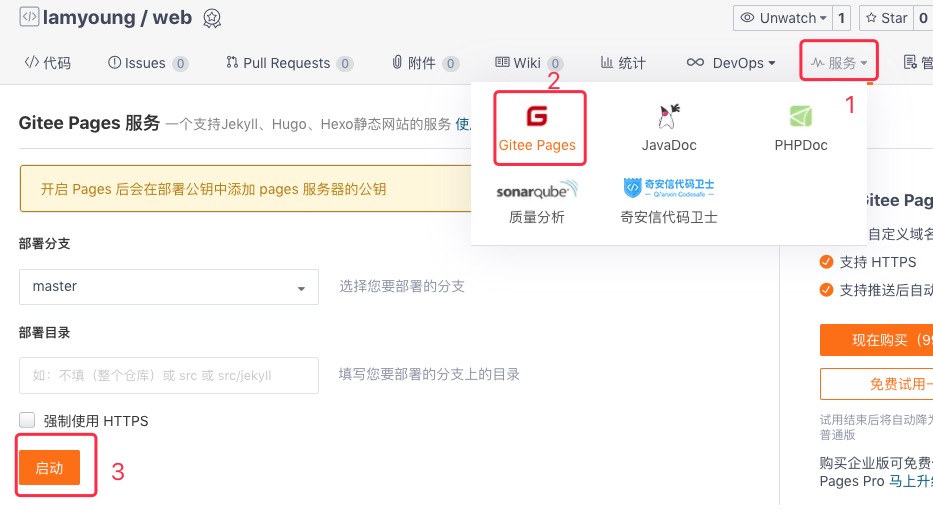 lamyoung / web
Unwatch 1 Star 0
代码 Issues 0 Pull Requests 0 附件 0 Wiki 0 统计 DevOps 服务
2
1
Gitee Pages 服务 一个支持Jekyll、Hugo、Hexo静态网站的服务
Gitee Pages JavaDoc PHPDoc
开启 Pages 后会在部署公钥中添加 pages 服务器的公钥
sonarqube 奇安信代码卫士
Qi'anxin Codesafe
质量分析 奇安信代码卫士
部署分支
自定义域名
支持 HTTPS
master 选择您要部署的分支
支持推送后自动
部署目录
现在购买（99
如：不填（整个仓库）或 src 或 src/jekyll 填写您要部署的分支上的目录
免费试用一
强制使用 HTTPS
试用结束后将自动降为
普通版
启动 3
购买企业版可免费
Pages Pro 马上升级